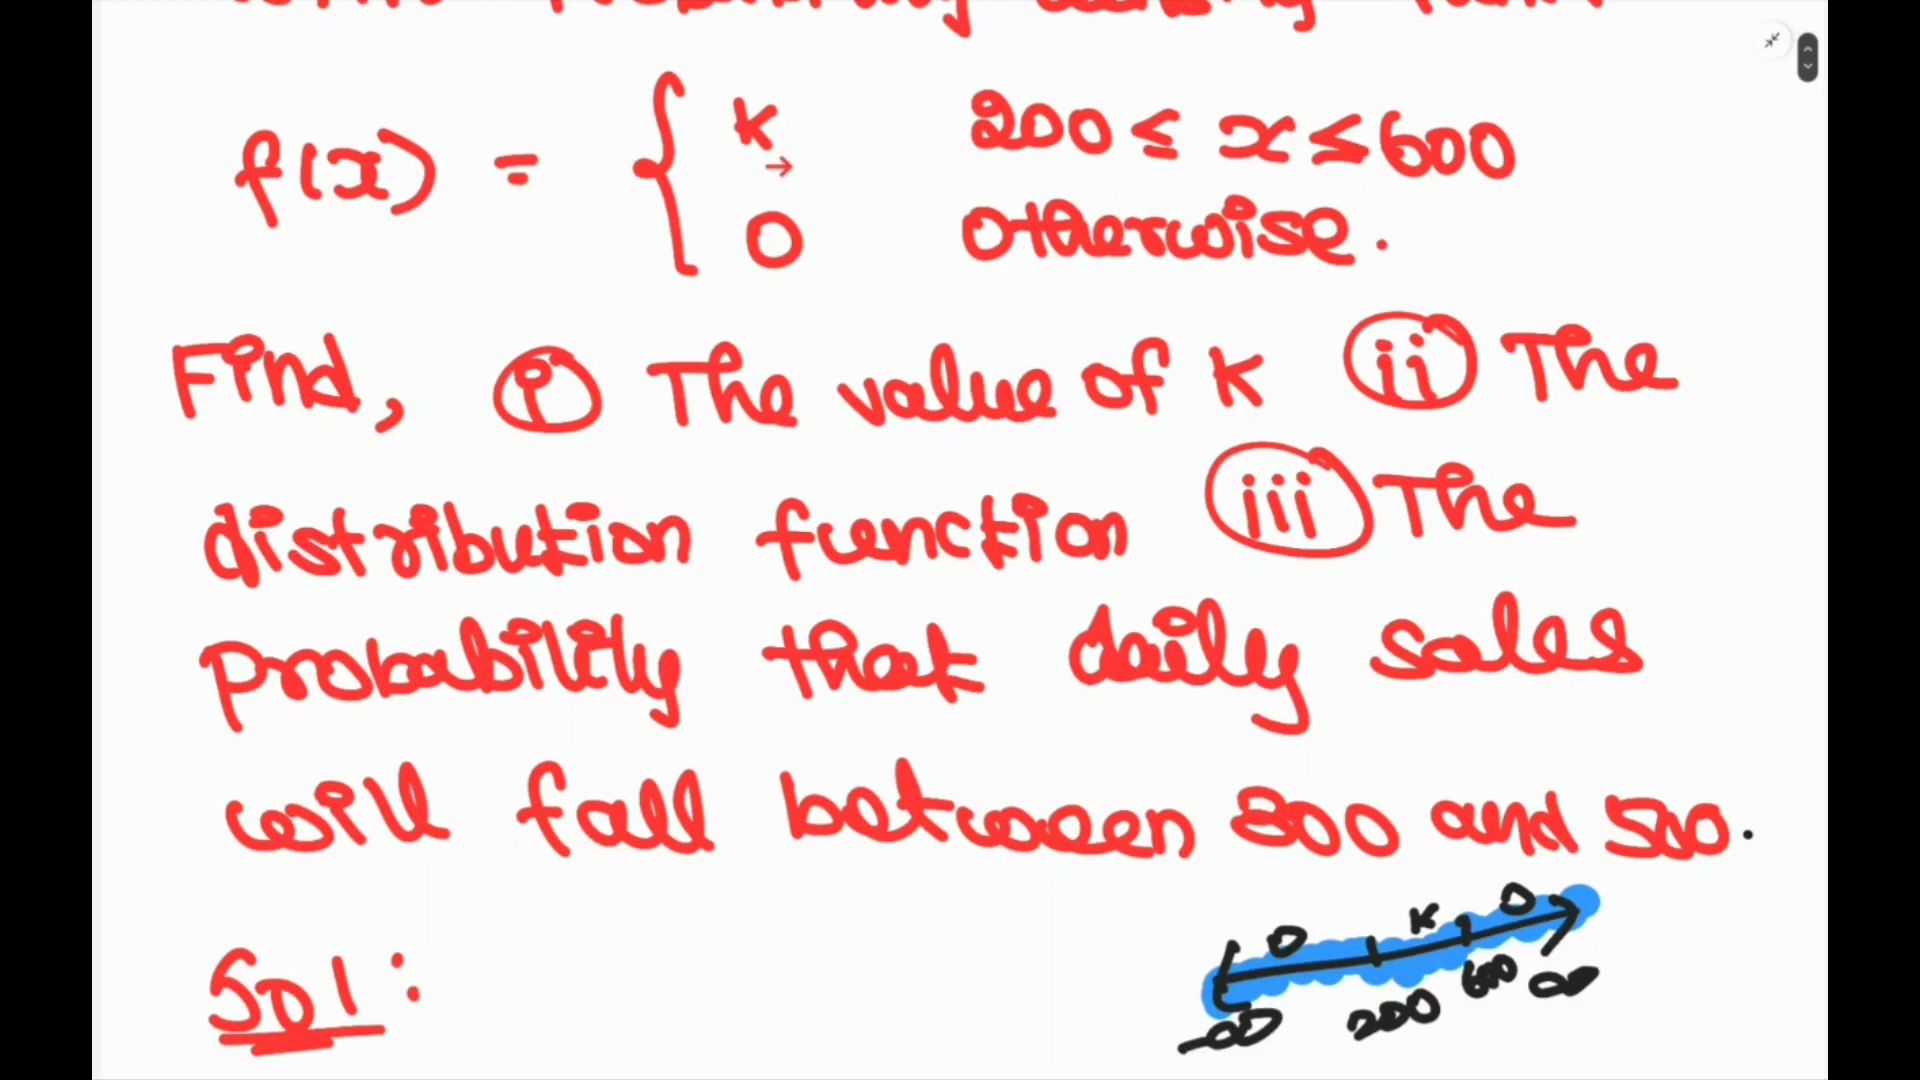 f(x) = { K 200 ≤ x ≤ 600
0 otherwise.
Find, (i) The value of K (ii) The
distribution function (iii) The
probability that daily sales
will fall between 300 and 500.
Sol:
0 K 0
-∞ 200 600 ∞